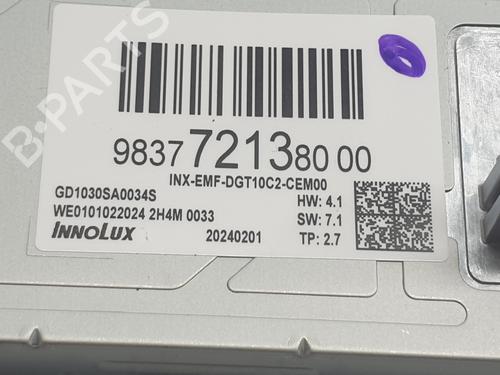 B-PARTS
98377213800 00
INX-EMF-DGT10C2-CEM00
GD1030SA0034S
HW: 4.1
WE0101022024 2H4M 0033
SW: 7.1
INNOLUX
20240201
TP: 2.7